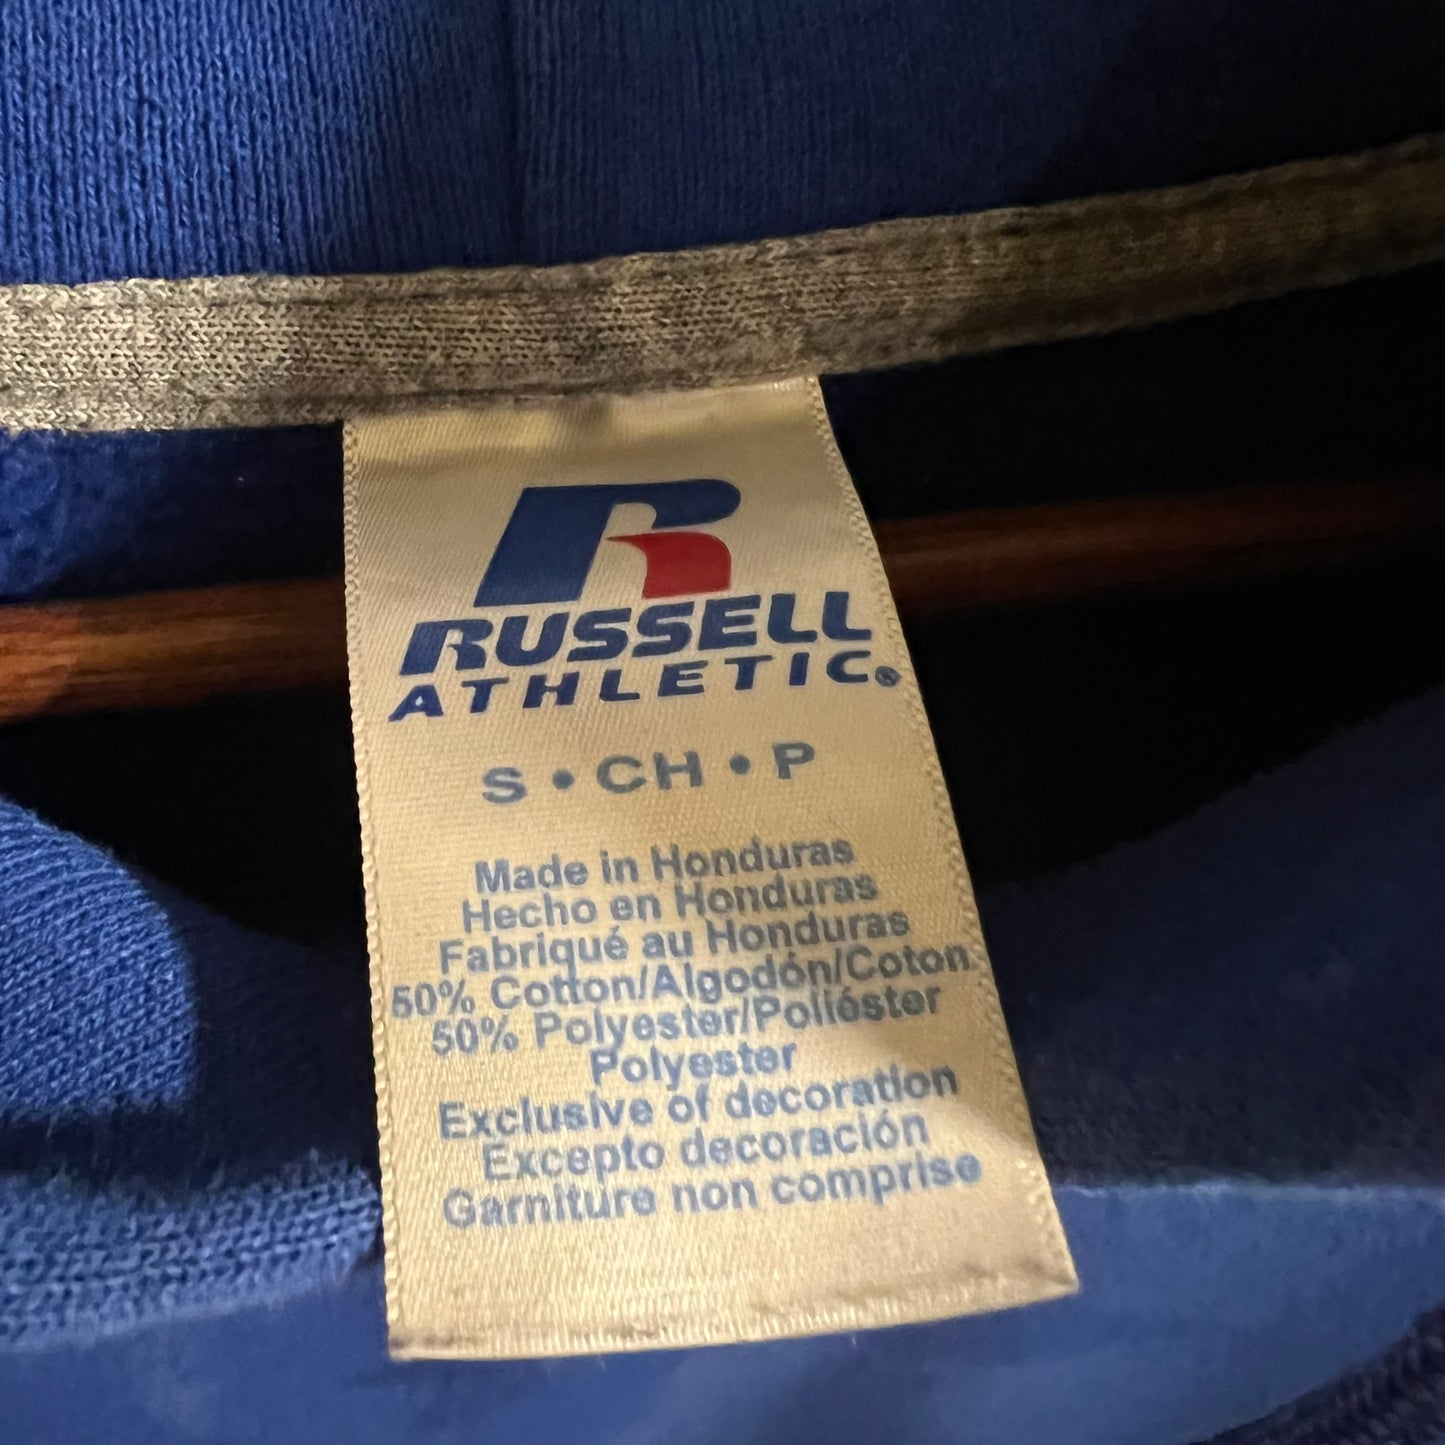 R
RUSSELL
ATHLETIC®
S • CH • P
Made in Honduras
Hecho en Honduras
Fabriqué au Honduras
50% Cotton/Algodón/Coton
50% Polyester/Poliéster
Polyester
Exclusive of decoration
Excepto decoración
Garniture non comprise